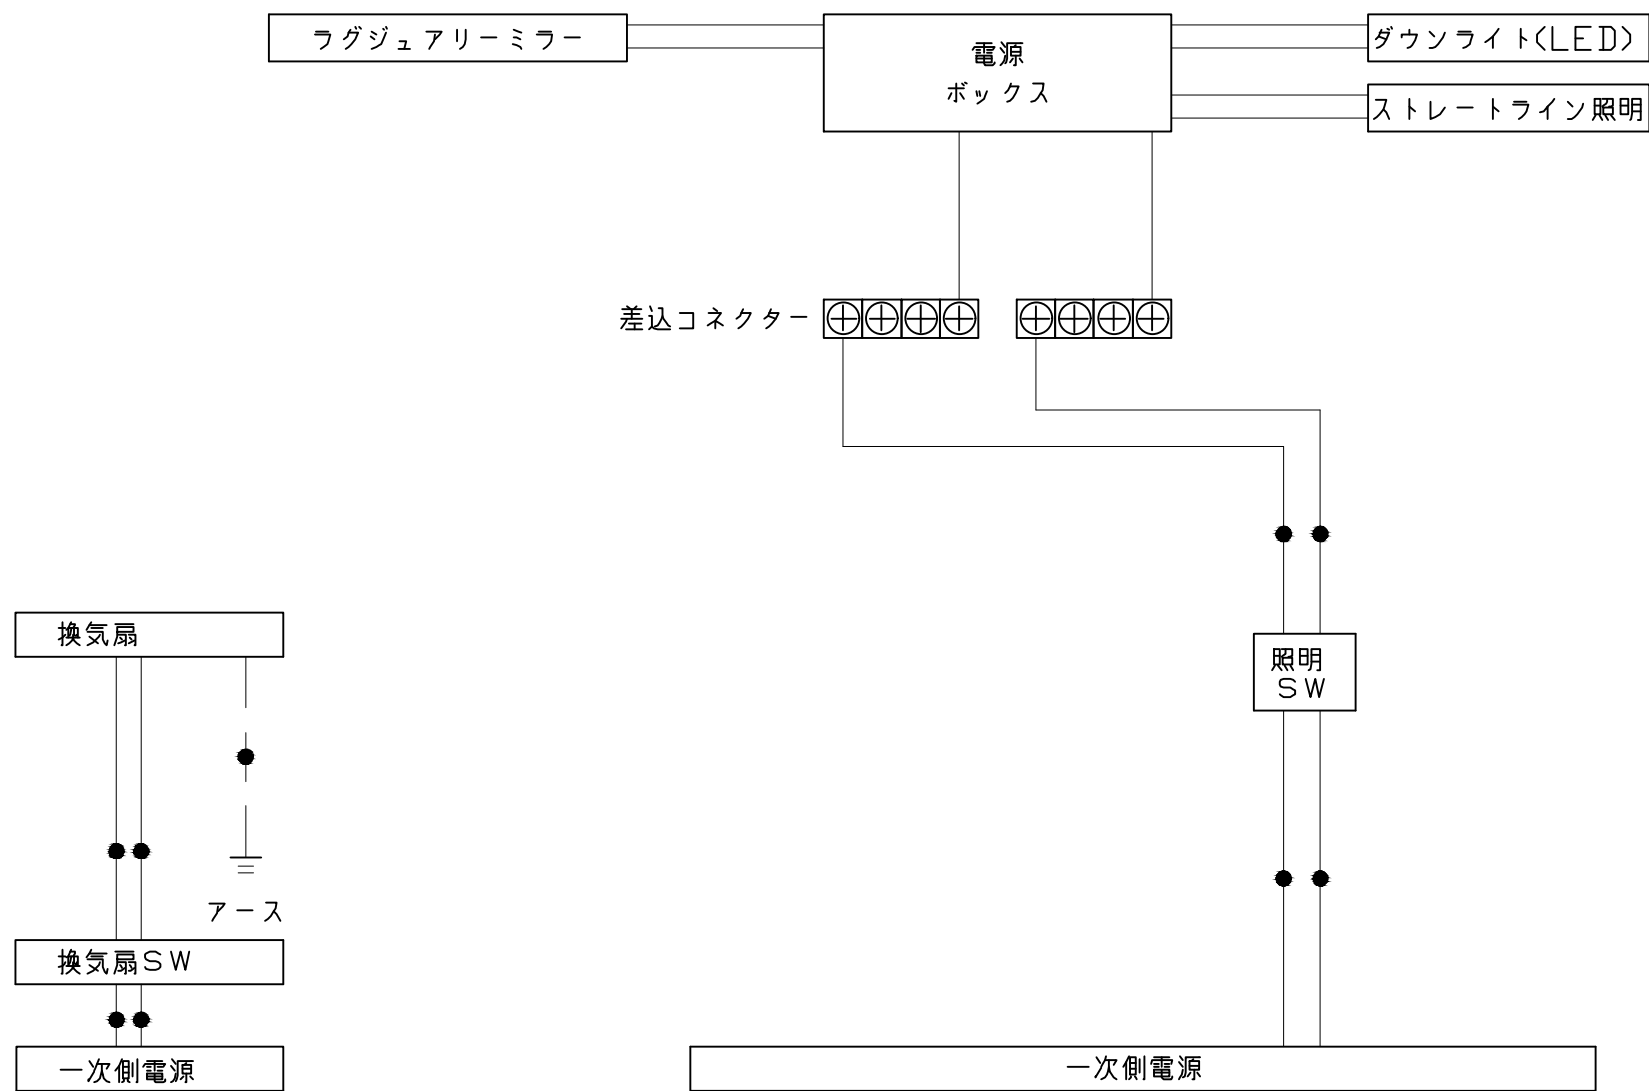 ラグジュアリーミラー
電源
ボックス
ダウンライト(LED)
ストレートライン照明
差込コネクター
換気扇
照明
SW
アース
換気扇SW
一次側電源
一次側電源